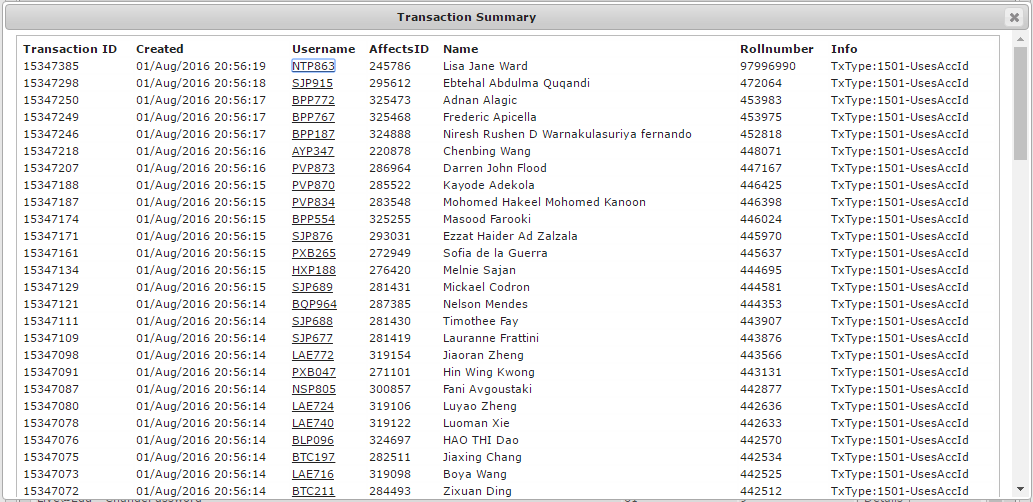 Transaction Summary
Transaction ID Created Username AffectsID Name Rollnumber Info
15347385 01/Aug/2016 20:56:19 NTP863 245786 Lisa Jane Ward 97996990 TxType:1501-UsesAccId
15347298 01/Aug/2016 20:56:18 SJP915 295612 Ebtehal Abdulma Quqandi 472064 TxType:1501-UsesAccId
15347250 01/Aug/2016 20:56:17 BPP772 325473 Adnan Alagic 453983 TxType:1501-UsesAccId
15347249 01/Aug/2016 20:56:17 BPP767 325468 Frederic Apicella 453975 TxType:1501-UsesAccId
15347246 01/Aug/2016 20:56:17 BPP187 324888 Niresh Rushen D Warnakulasuriya fernando 452818 TxType:1501-UsesAccId
15347218 01/Aug/2016 20:56:16 AYP347 220878 Chenbing Wang 448071 TxType:1501-UsesAccId
15347207 01/Aug/2016 20:56:16 PVP873 286964 Darren John Flood 447167 TxType:1501-UsesAccId
15347188 01/Aug/2016 20:56:15 PVP870 285522 Kayode Adekola 446425 TxType:1501-UsesAccId
15347187 01/Aug/2016 20:56:15 PVP834 283548 Mohomed Hakeel Mohomed Kanoon 446398 TxType:1501-UsesAccId
15347174 01/Aug/2016 20:56:15 BPP554 325255 Masood Farooki 446024 TxType:1501-UsesAccId
15347171 01/Aug/2016 20:56:15 SJP876 293031 Ezzat Haider Ad Zalzala 445970 TxType:1501-UsesAccId
15347161 01/Aug/2016 20:56:15 PXB265 272949 Sofia de la Guerra 445637 TxType:1501-UsesAccId
15347134 01/Aug/2016 20:56:15 HXP188 276420 Melnie Sajan 444695 TxType:1501-UsesAccId
15347129 01/Aug/2016 20:56:15 SJP689 281431 Mickael Codron 444581 TxType:1501-UsesAccId
15347121 01/Aug/2016 20:56:14 BQP964 287385 Nelson Mendes 444353 TxType:1501-UsesAccId
15347111 01/Aug/2016 20:56:14 SJP688 281430 Timothee Fay 443907 TxType:1501-UsesAccId
15347109 01/Aug/2016 20:56:14 SJP677 281419 Lauranne Frattini 443876 TxType:1501-UsesAccId
15347098 01/Aug/2016 20:56:14 LAE772 319154 Jiaoran Zheng 443566 TxType:1501-UsesAccId
15347091 01/Aug/2016 20:56:14 PXB047 271101 Hin Wing Kwong 443131 TxType:1501-UsesAccId
15347087 01/Aug/2016 20:56:14 NSP805 300857 Fani Avgoustaki 442877 TxType:1501-UsesAccId
15347080 01/Aug/2016 20:56:14 LAE724 319106 Luyao Zheng 442636 TxType:1501-UsesAccId
15347078 01/Aug/2016 20:56:14 LAE740 319122 Luoman Xie 442633 TxType:1501-UsesAccId
15347076 01/Aug/2016 20:56:14 BLP096 324697 HAO THI Dao 442570 TxType:1501-UsesAccId
15347075 01/Aug/2016 20:56:14 BTC197 282511 Jiaxing Chang 442534 TxType:1501-UsesAccId
15347073 01/Aug/2016 20:56:14 LAE716 319098 Boya Wang 442525 TxType:1501-UsesAccId
15347072 01/Aug/2016 20:56:14 BTC211 284493 Zixuan Ding 442512 TxType:1501-UsesAccId